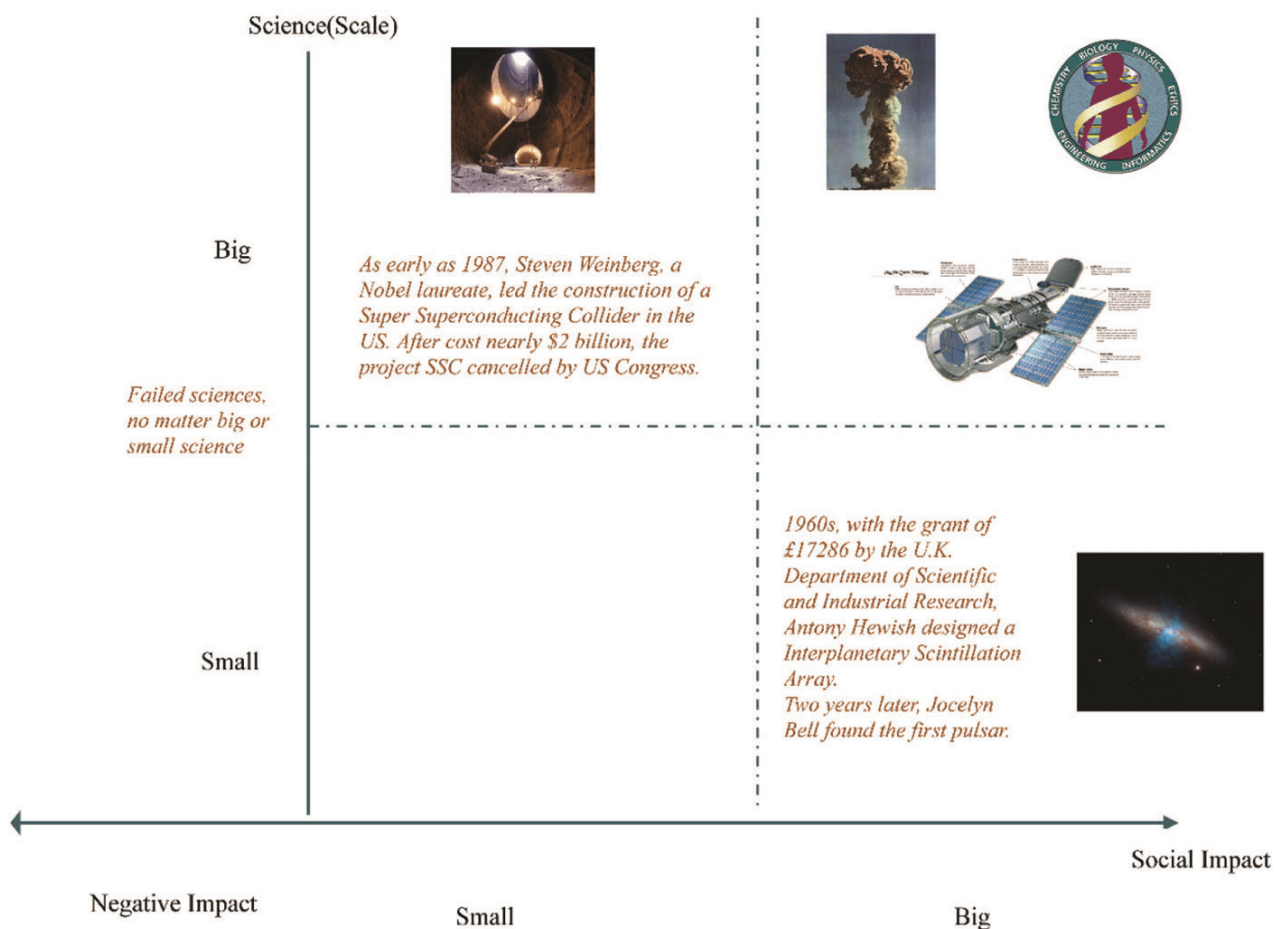 Science(Scale)
CHEMISTRY BIOLOGY PHYSICS ETHICS INFORMATICS ENGINEERING
Big
As early as 1987, Steven Weinberg, a
Nobel laureate, led the construction of a
Super Superconducting Collider in the
US. After cost nearly $2 billion, the
project SSC cancelled by US Congress.
Failed sciences,
no matter big or
small science
1960s, with the grant of
£17286 by the U.K.
Department of Scientific
and Industrial Research,
Antony Hewish designed a
Interplanetary Scintillation
Array.
Two years later, Jocelyn
Bell found the first pulsar.
Small
Social Impact
Negative Impact
Small
Big